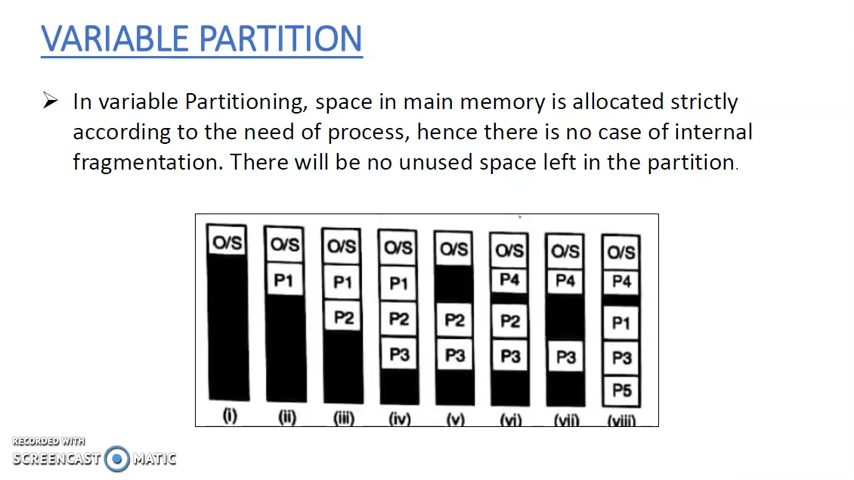 VARIABLE PARTITION
➤ In variable Partitioning, space in main memory is allocated strictly
according to the need of process, hence there is no case of internal
fragmentation. There will be no unused space left in the partition.
O/S O/S O/S O/S O/S O/S O/S O/S
P1 P1 P1 P4 P4 P4
P2 P2 P2 P2 P1
P3 P3 P3 P3 P3
P5
(i) (ii) (iii) (iv) (v) (vi) (vii) (viii)
RECORDED WITH
SCREENCAST MATIC